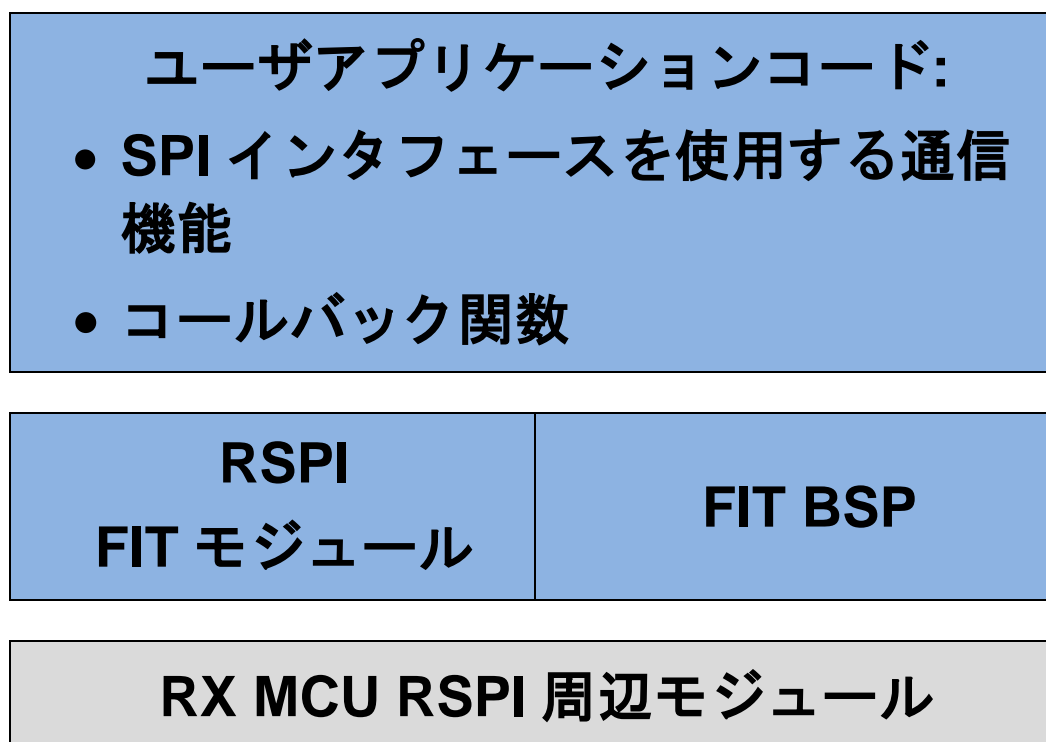 ユーザアプリケーションコード:
• SPI インタフェースを使用する通信
機能
• コールバック関数
RSPI
FIT モジュール
FIT BSP
RX MCU RSPI 周辺モジュール